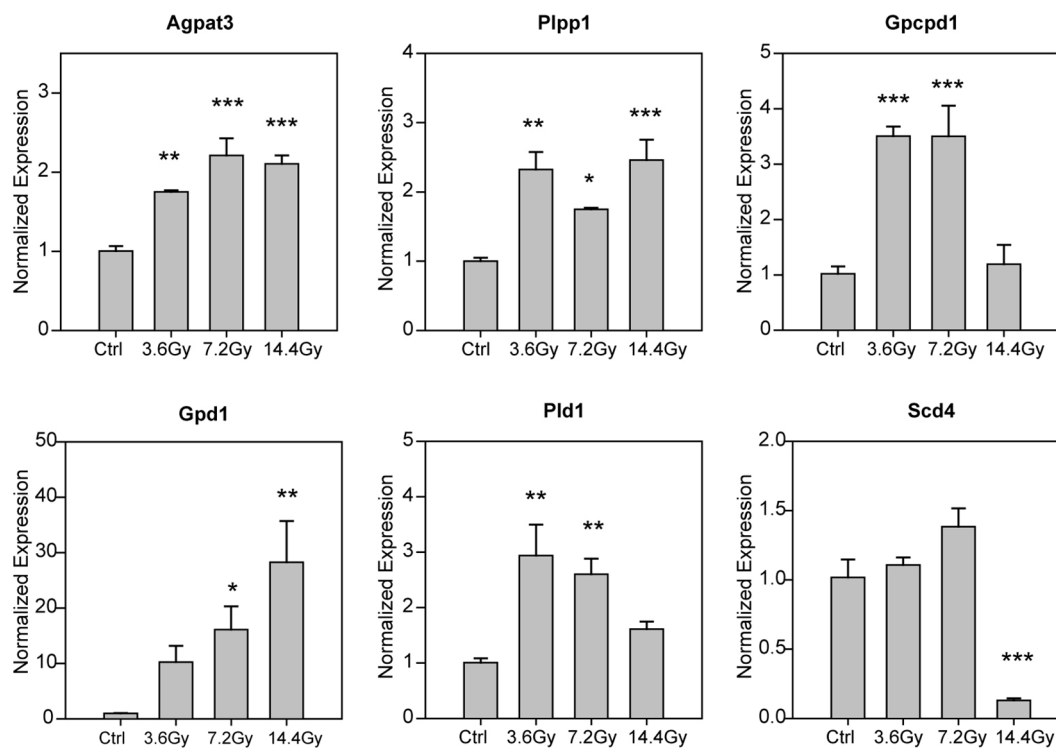 Agpat3
Normalized Expression
3
2
1
0
**
***
***
Ctrl 3.6Gy 7.2Gy 14.4Gy
Plpp1
Normalized Expression
4
3
2
1
0
**
*
***
Ctrl 3.6Gy 7.2Gy 14.4Gy
Gpcpd1
Normalized Expression
5
4
3
2
1
0
***
***
Ctrl 3.6Gy 7.2Gy 14.4Gy
Gpd1
Normalized Expression
50
40
30
20
10
0
*
**
Ctrl 3.6Gy 7.2Gy 14.4Gy
Pld1
Normalized Expression
5
4
3
2
1
0
**
**
Ctrl 3.6Gy 7.2Gy 14.4Gy
Scd4
Normalized Expression
2.0
1.5
1.0
0.5
0.0
***
Ctrl 3.6Gy 7.2Gy 14.4Gy